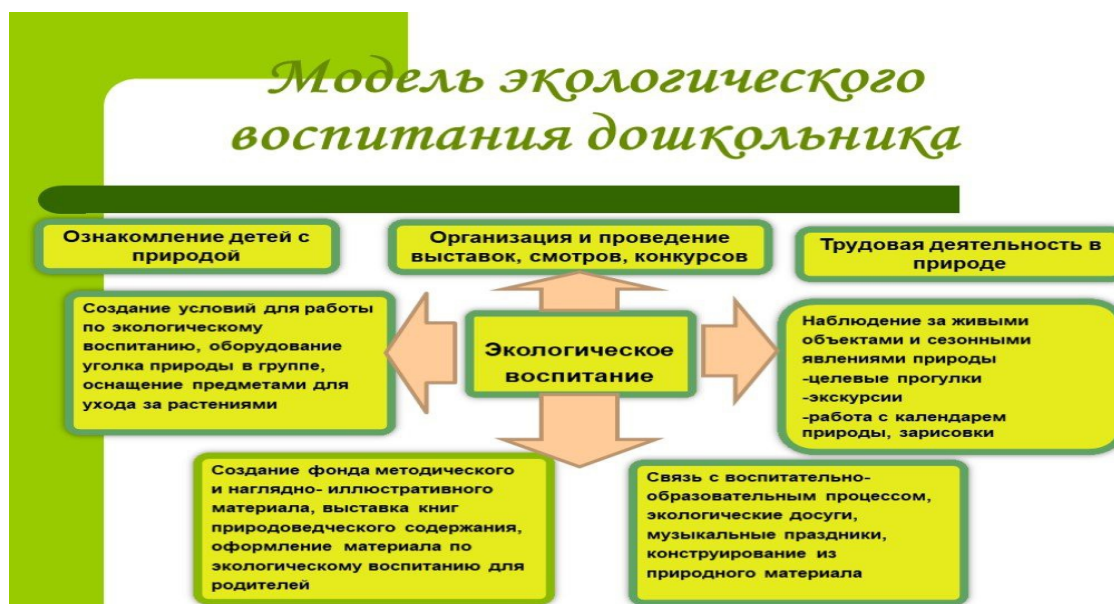 Модель экологического
воспитания дошкольника
Ознакомление детей с
природой
Организация и проведение
выставок, смотров, конкурсов
Трудовая деятельность в
природе
Создание условий для работы
по экологическому
воспитанию, оборудование
уголка природы в группе,
оснащение предметами для
ухода за растениями
Экологическое
воспитание
Наблюдение за живыми
объектами и сезонными
явлениями природы
-целевые прогулки
-экскурсии
-работа с календарем
природы, зарисовки
Создание фонда методического
и наглядно- иллюстративного
материала, выставка книг
природоведческого содержания,
оформление материала по
экологическому воспитанию для
родителей
Связь с воспитательно-
образовательным процессом,
экологические досуги,
музыкальные праздники,
конструирование из
природного материала